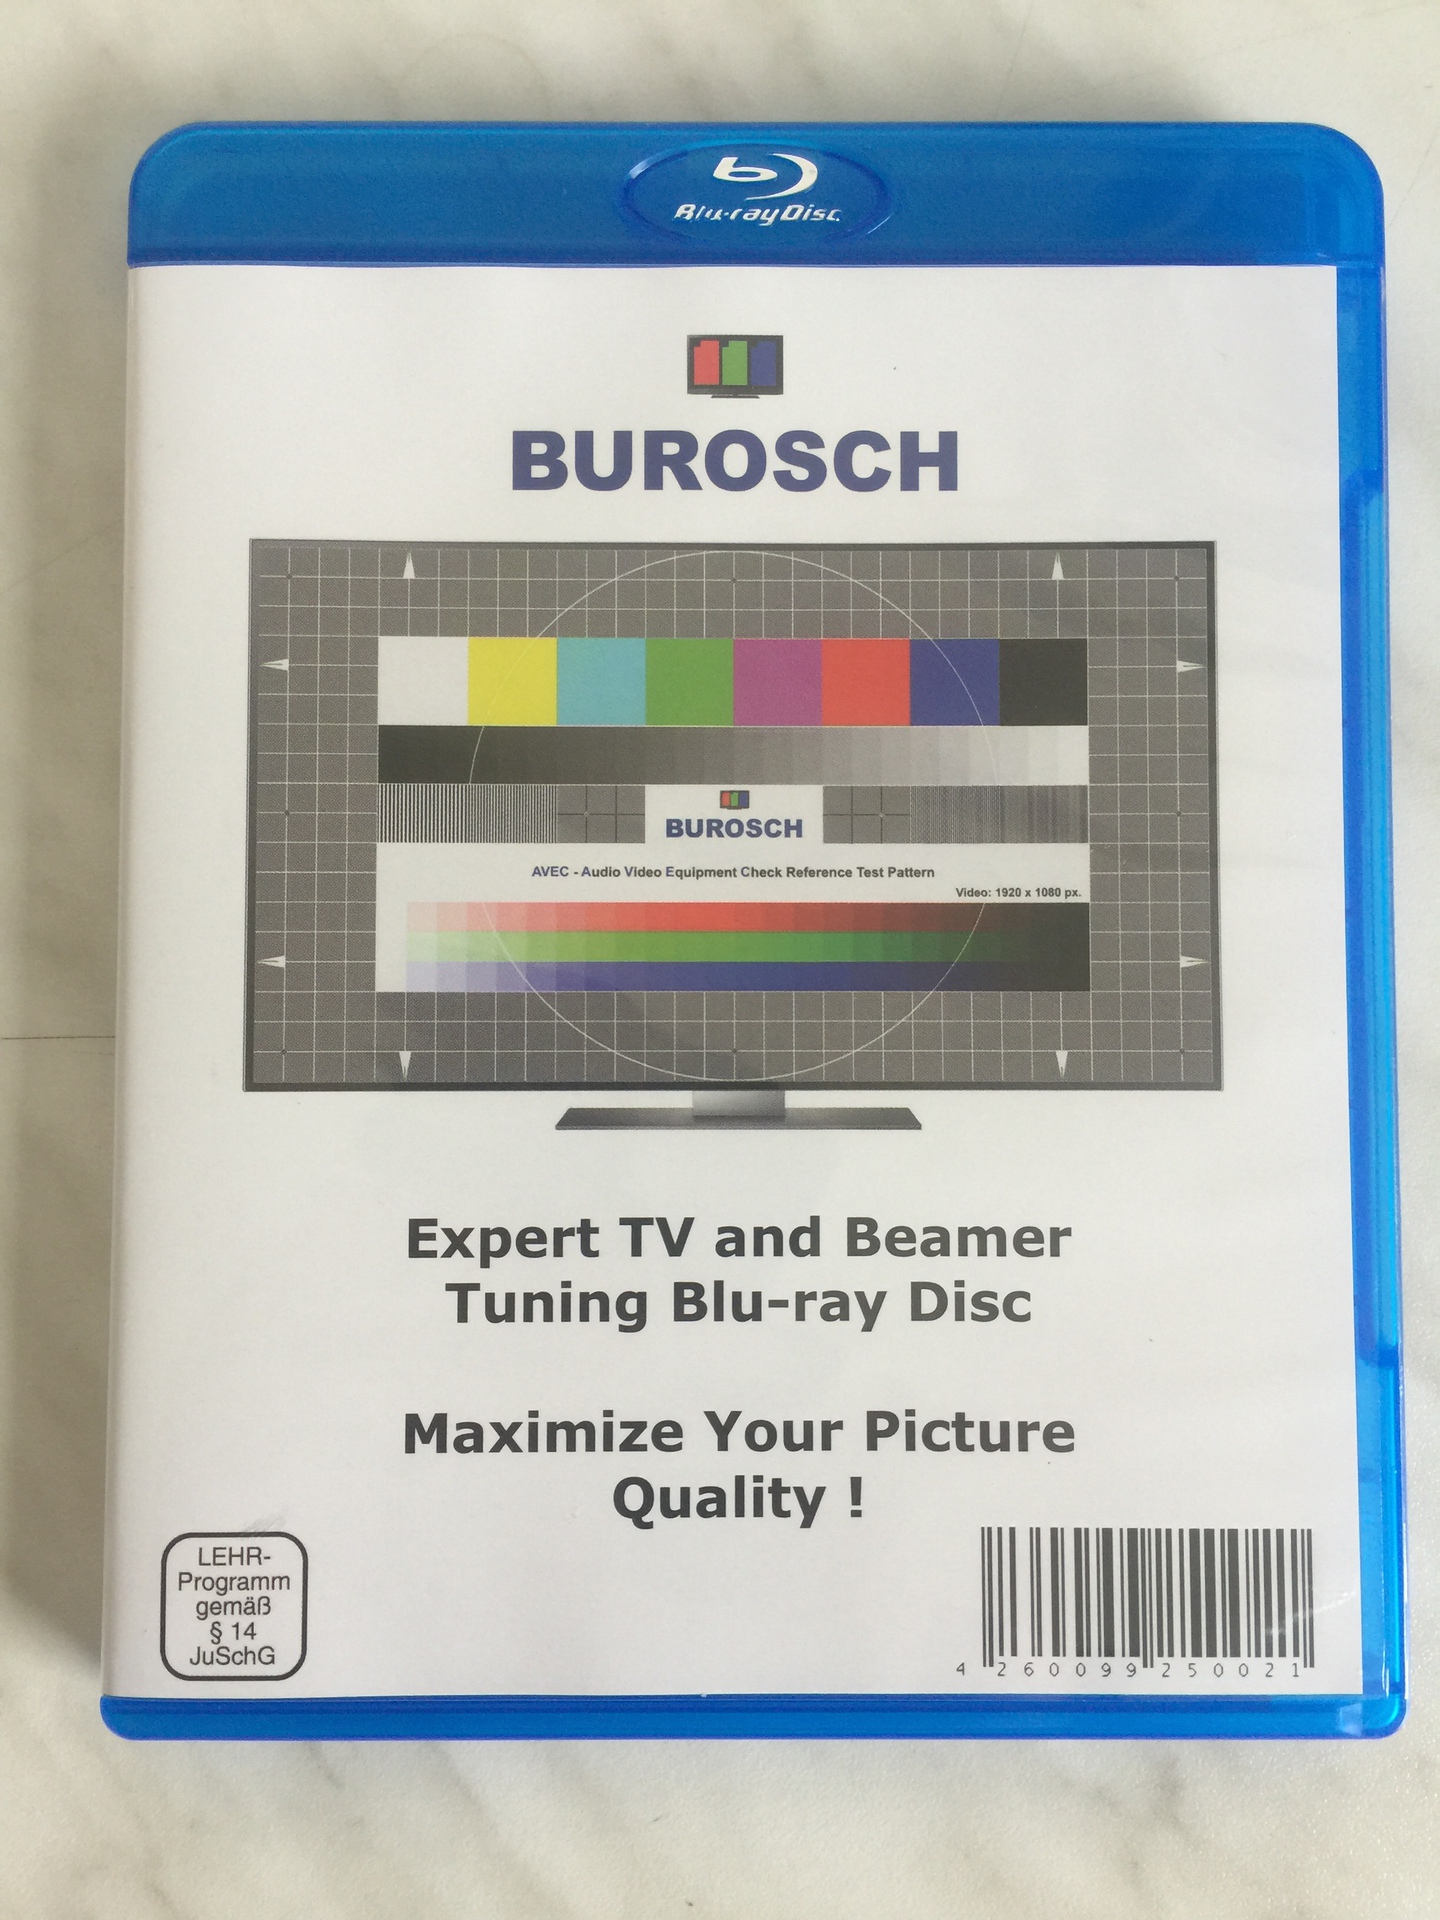 Blu-ray Disc
BUROSCH
BUROSCH
AVEC - Audio Video Equipment Check Reference Test Pattern
Video: 1920 x 1080 px.
Expert TV and Beamer
Tuning Blu-ray Disc
Maximize Your Picture
Quality !
LEHR-
Programm
gemäß
§ 14
JuSchG
4 260099 250021